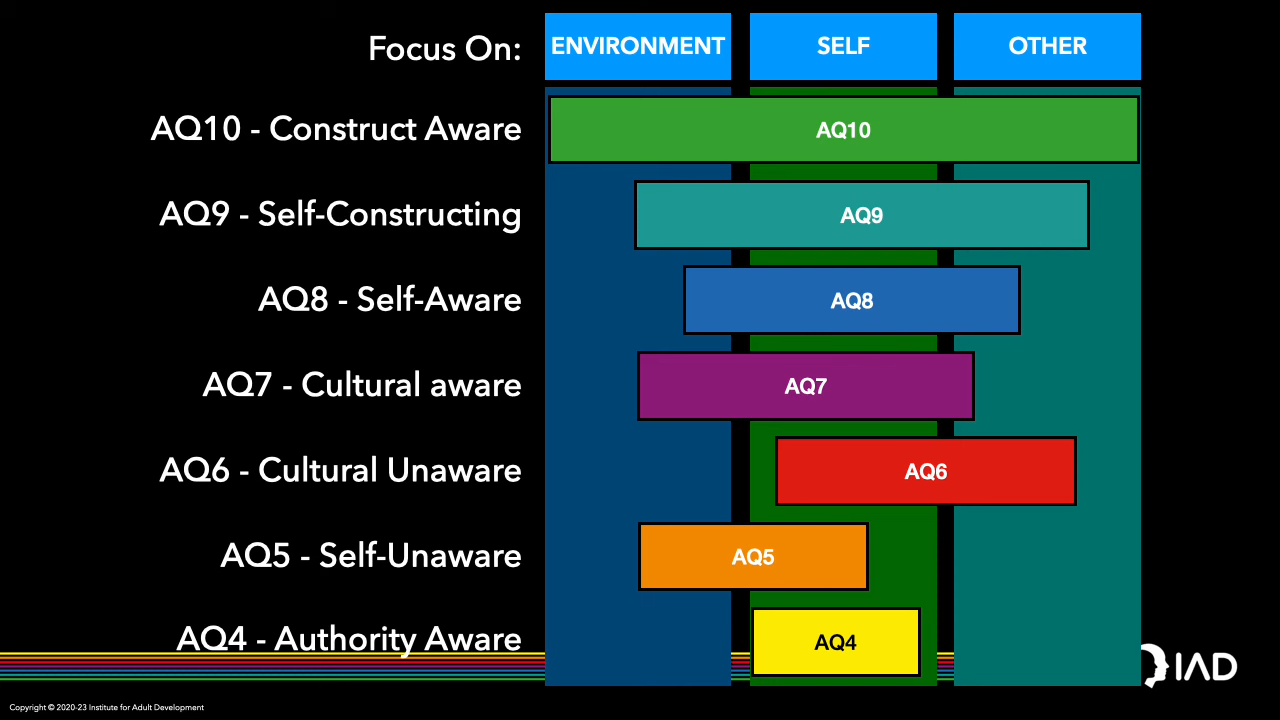 Focus On:
ENVIRONMENT
SELF
OTHER
AQ10 - Construct Aware
AQ10
AQ9 - Self-Constructing
AQ9
AQ8 - Self-Aware
AQ8
AQ7 - Cultural aware
AQ7
AQ6 - Cultural Unaware
AQ6
AQ5 - Self-Unaware
AQ5
AQ4 - Authority Aware
AQ4
IAD
Copyright © 2020-23 Institute for Adult Development